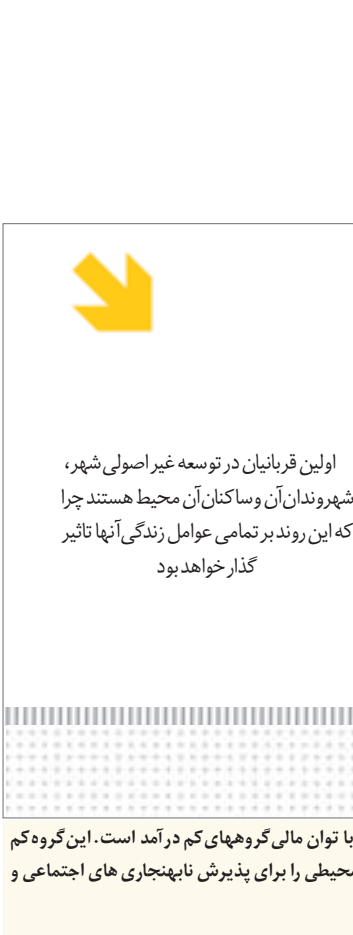 اولین قربانیان در توسعه غیر اصولی شهر،
شهروندان آن وساکنان آن محیط هستند چرا
که این روند بر تمامی عوامل زندگی آنها تاثیر
گذار خواهد بود
با توان مالی گروههای کم درآمد است. این گروه کم
محیطی را برای پذیرش نابهنجاری های اجتماعی و